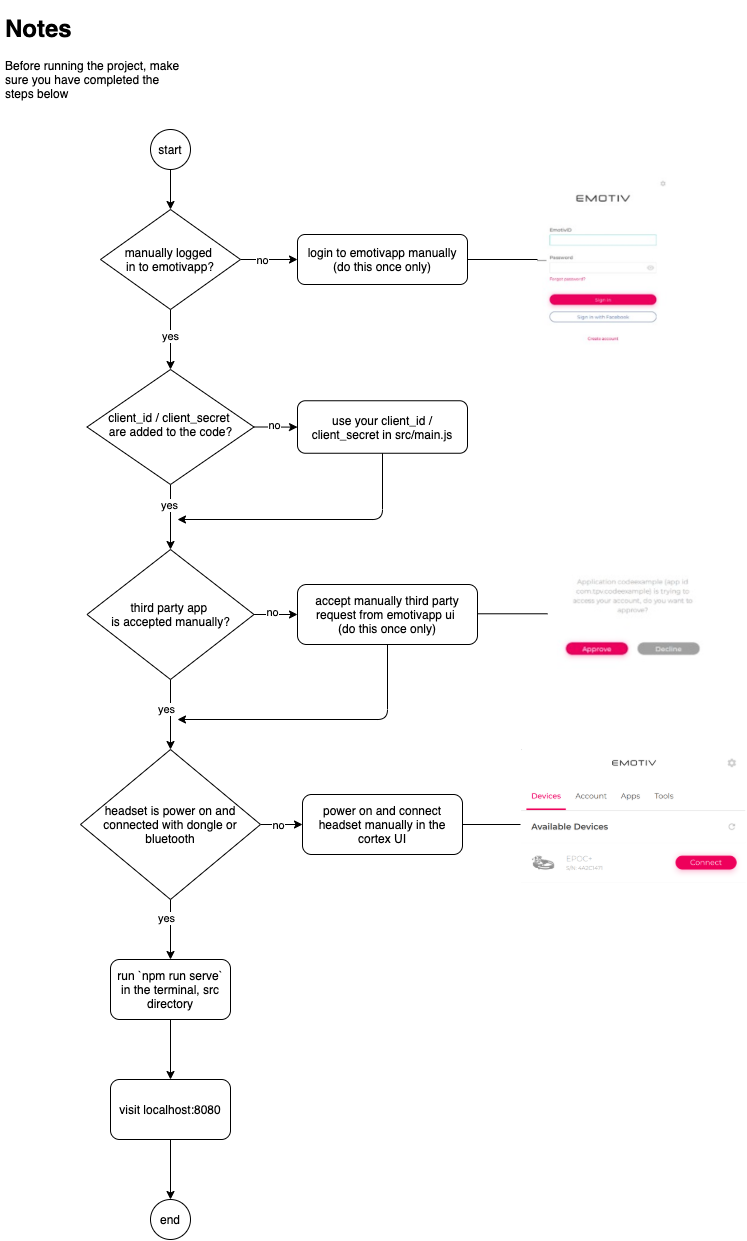 Notes
Before running the project, make
sure you have completed the
steps below
start
manually logged
in to emotivapp?
no
login to emotivapp manually
(do this once only)
EMOTIV
EmotivID
Password
Forgot password?
Sign in
Sign in with Facebook
Create account
yes
client_id / client_secret
are added to the code?
no
use your client_id /
client_secret in src/main.js
yes
third party app
is accepted manually?
no
accept manually third party
request from emotivapp ui
(do this once only)
Application codeexample (app id
com.tpv.codeexample) is trying to
access your account, do you want to
approve?
Approve
Decline
yes
headset is power on and
connected with dongle or
bluetooth
no
power on and connect
headset manually in the
cortex UI
EMOTIV
Devices Account Apps Tools
Available Devices
EPOC+
Connect
yes
run `npm run serve`
in the terminal, src
directory
visit localhost:8080
end